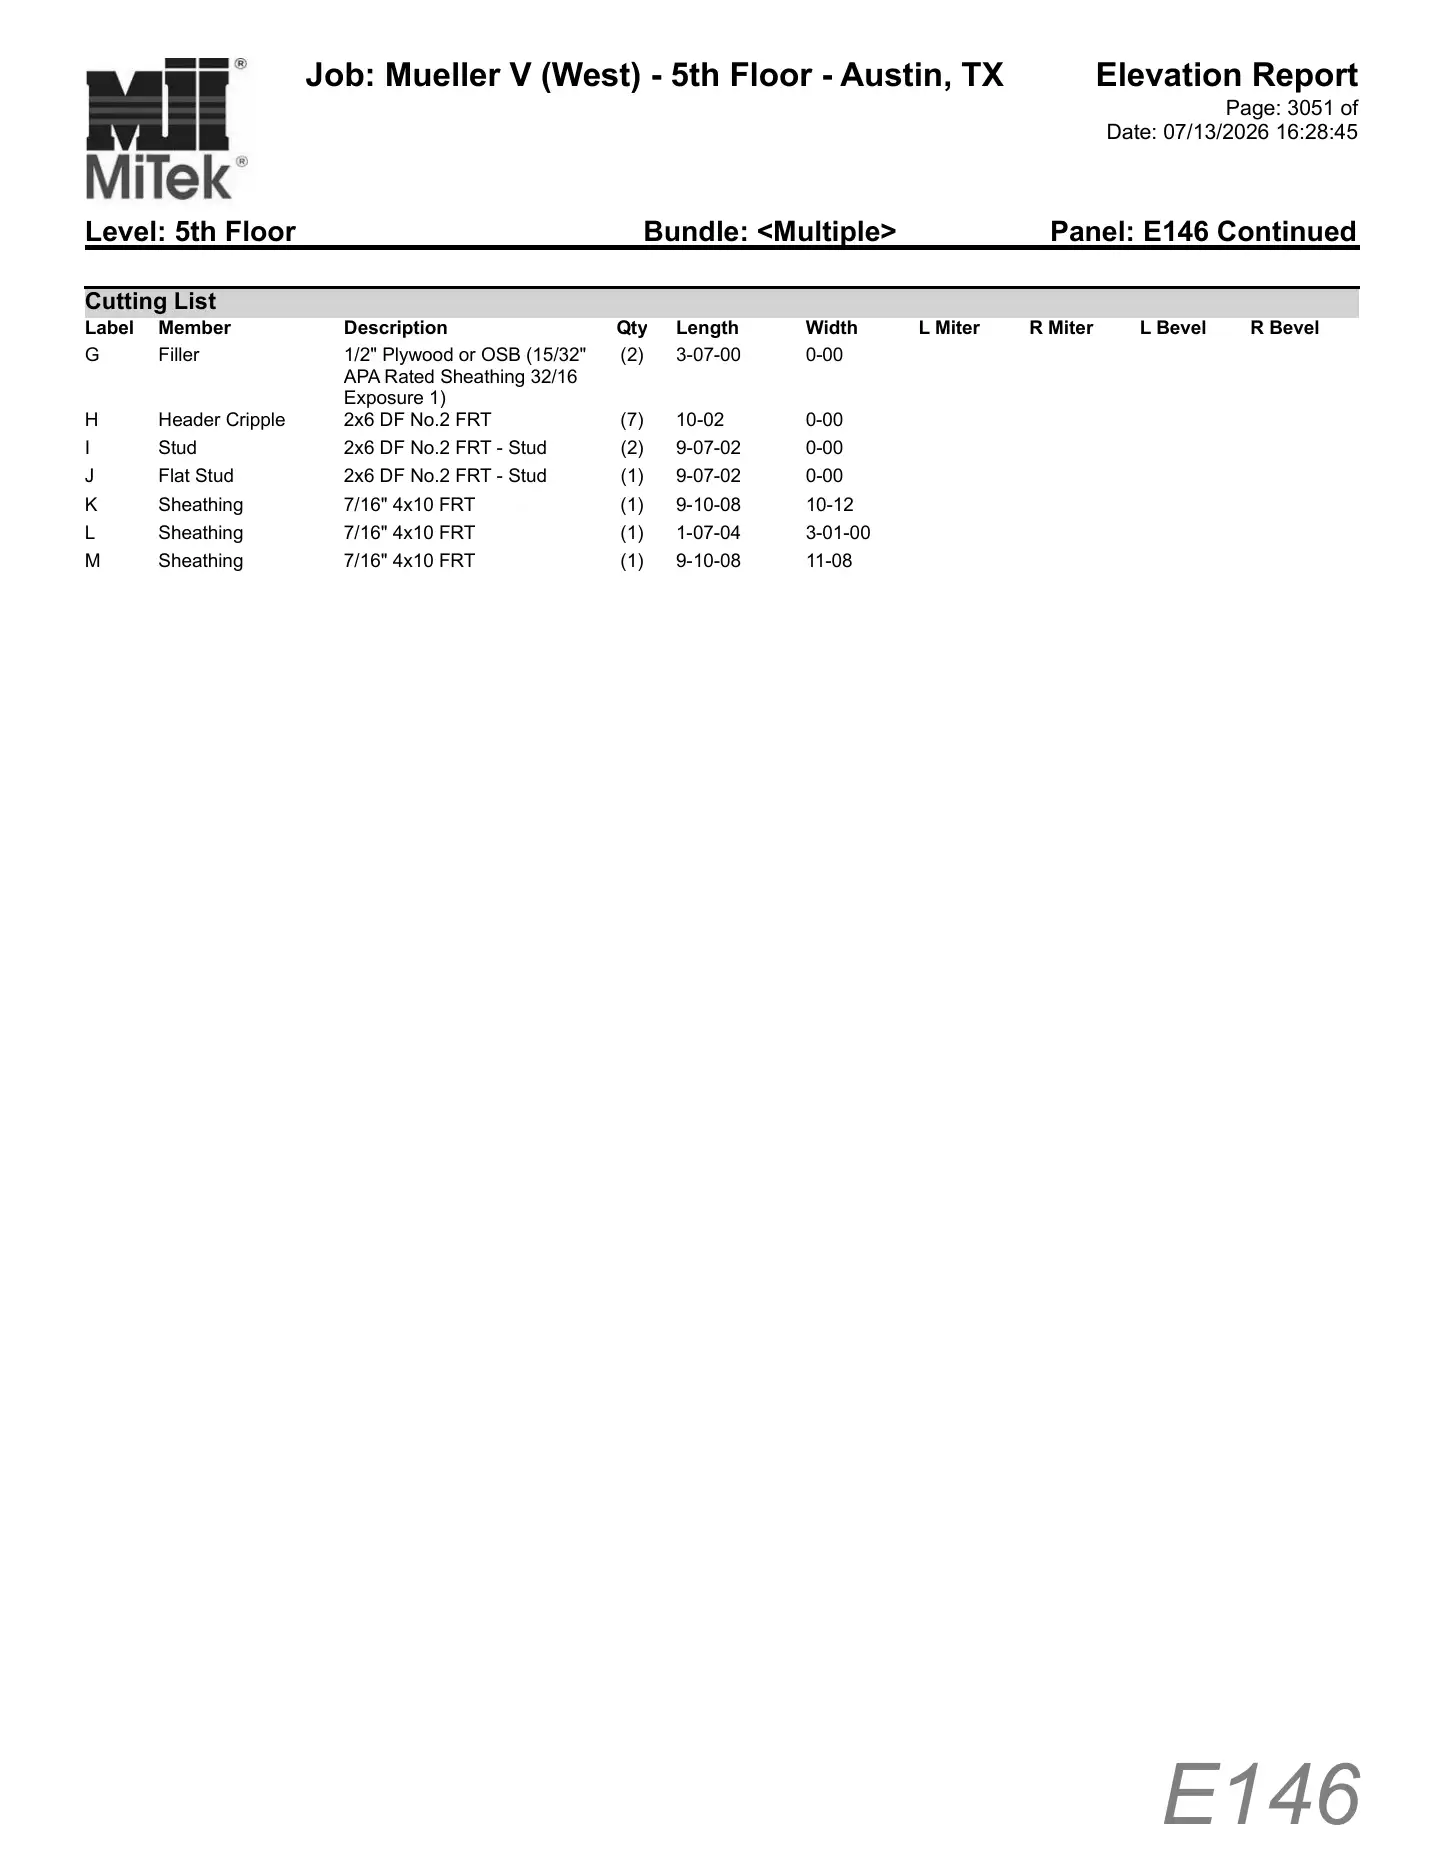 MiTek®
Job: Mueller V (West) - 5th Floor - Austin, TX
Elevation Report
Page: 3051 of
Date: 07/13/2026 16:28:45
Level: 5th Floor Bundle: <Multiple> Panel: E146 Continued
Cutting List
Label Member Description Qty Length Width L Miter R Miter L Bevel R Bevel
G Filler 1/2" Plywood or OSB (15/32" (2) 3-07-00 0-00
APA Rated Sheathing 32/16
Exposure 1)
H Header Cripple 2x6 DF No.2 FRT (7) 10-02 0-00
I Stud 2x6 DF No.2 FRT - Stud (2) 9-07-02 0-00
J Flat Stud 2x6 DF No.2 FRT - Stud (1) 9-07-02 0-00
K Sheathing 7/16" 4x10 FRT (1) 9-10-08 10-12
L Sheathing 7/16" 4x10 FRT (1) 1-07-04 3-01-00
M Sheathing 7/16" 4x10 FRT (1) 9-10-08 11-08
E146